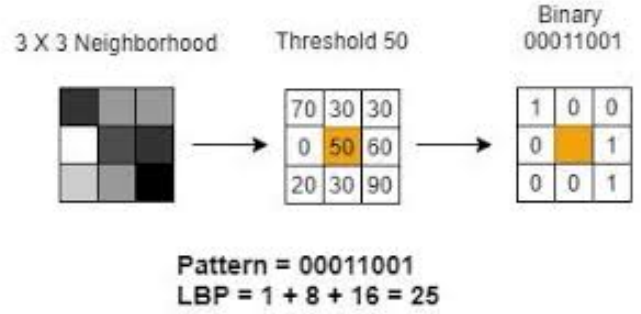 3 X 3 Neighborhood
Threshold 50
Binary
00011001
70 30 30
0 50 60
20 30 90
1 0 0
0 1
0 0 1
Pattern = 00011001
LBP = 1 + 8 + 16 = 25